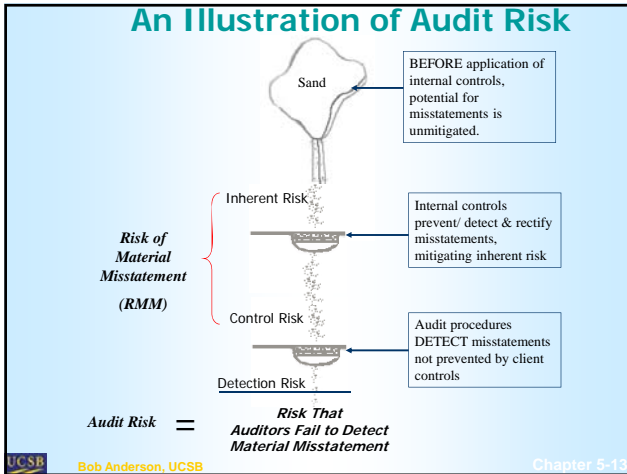 An Illustration of Audit Risk
Sand
BEFORE application of
internal controls,
potential for
misstatements is
unmitigated.
Inherent Risk
Internal controls
prevent/ detect & rectify
misstatements,
mitigating inherent risk
Risk of
Material
Misstatement
(RMM)
Control Risk
Audit procedures
DETECT misstatements
not prevented by client
controls
Detection Risk
Audit Risk =
Risk That
Auditors Fail to Detect
Material Misstatement
UCSB
Bob Anderson, UCSB
Chapter 5-13